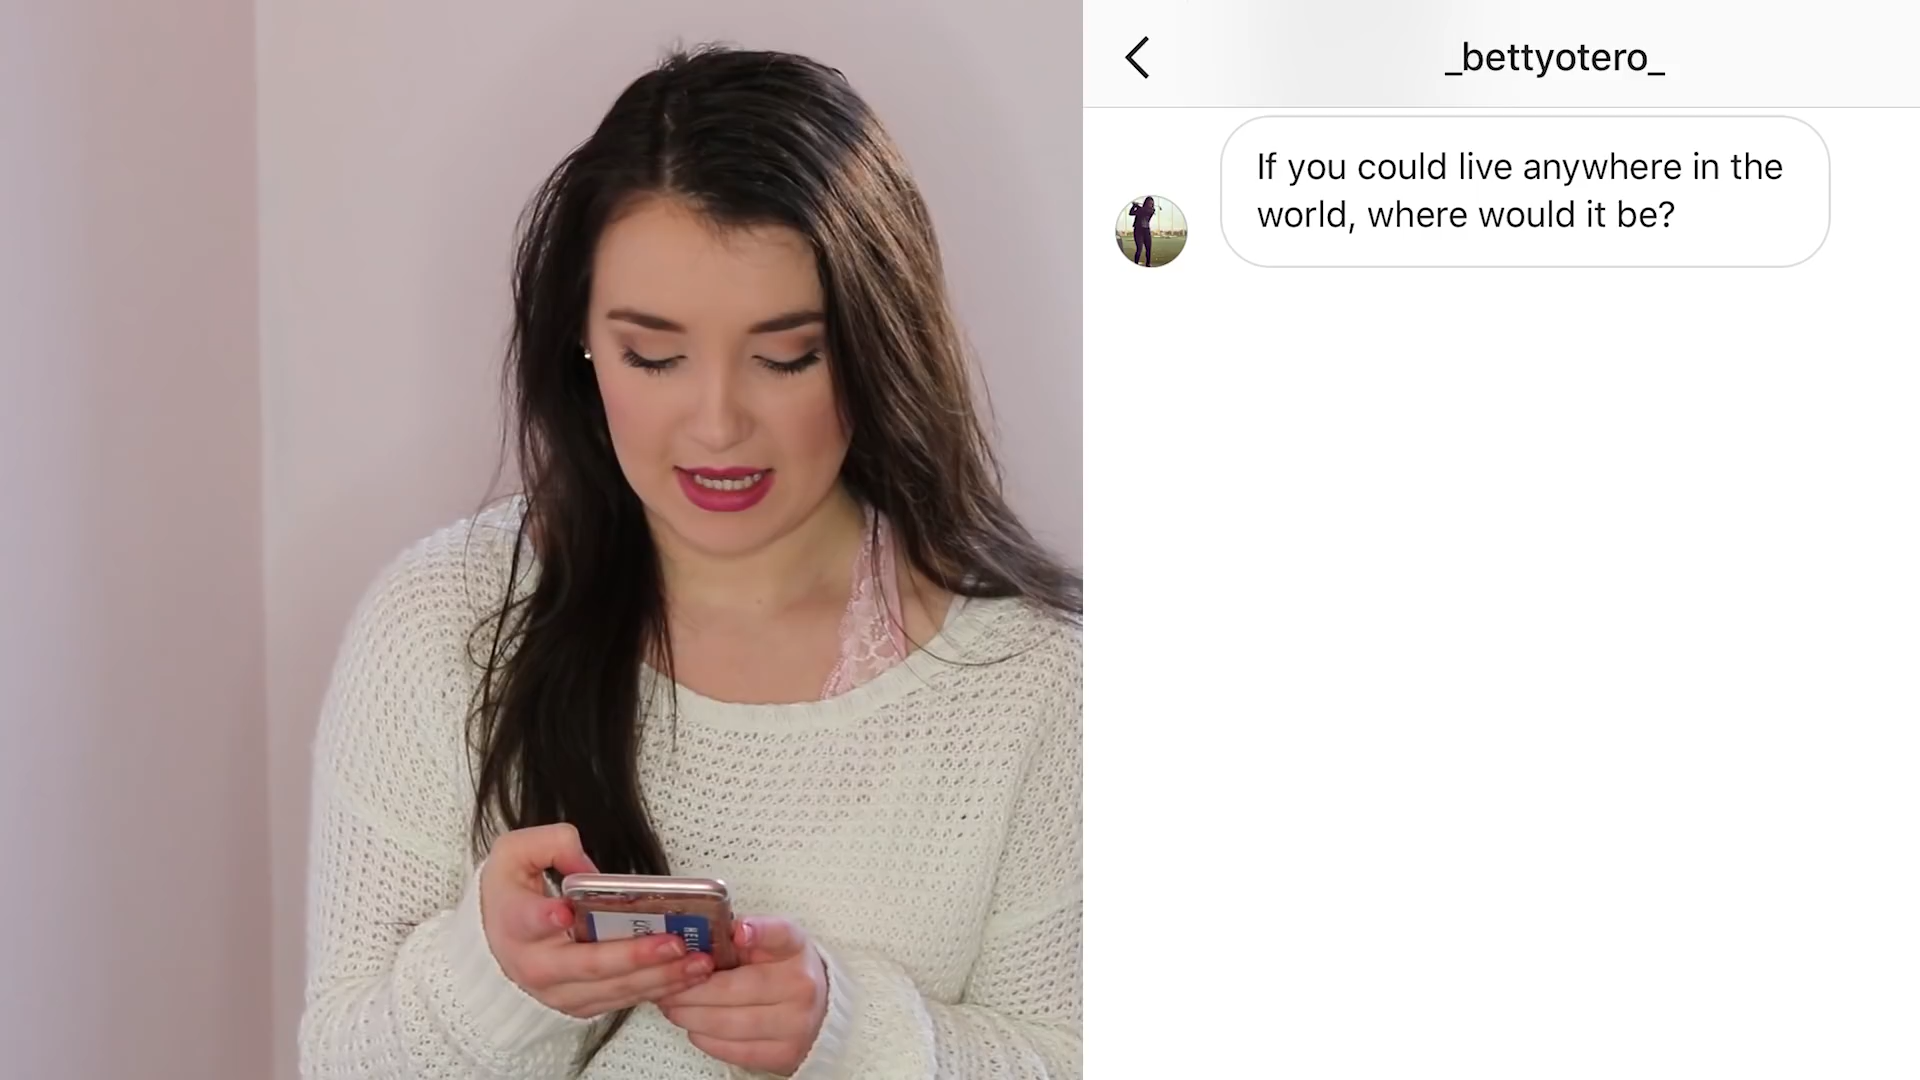 _bettyotero_
If you could live anywhere in the
world, where would it be?